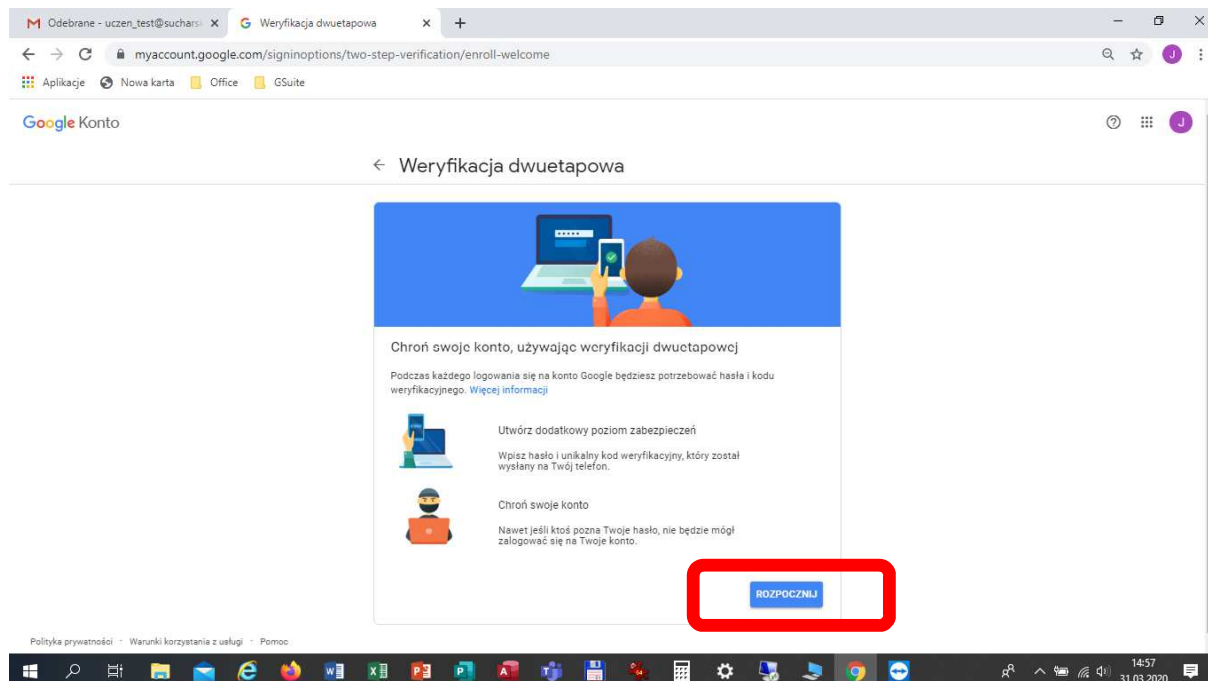 Odebrane - uczen_test@suchars
Weryfikacja dwuetapowa
myaccount.google.com/signinoptions/two-step-verification/enroll-welcome
Aplikacje
Nowa karta
Office
GSuite
Google Konto
J
Weryfikacja dwuetapowa
Chroń swoje konto, używając weryfikacji dwuetapowej
Podczas każdego logowania się na konto Google będziesz potrzebować hasła i kodu
weryfikacyjnego. Więcej informacji
Utwórz dodatkowy poziom zabezpieczeń
Wpisz hasło i unikalny kod weryfikacyjny, który został
wysłany na Twój telefon.
Chroń swoje konto
Nawet jeśli ktoś pozna Twoje hasło, nie będzie mógł
zalogować się na Twoje konto.
ROZPOCZNIJ
Polityka prywatności · Warunki korzystania z usługi · Pomoc
14:57
31.03.2020